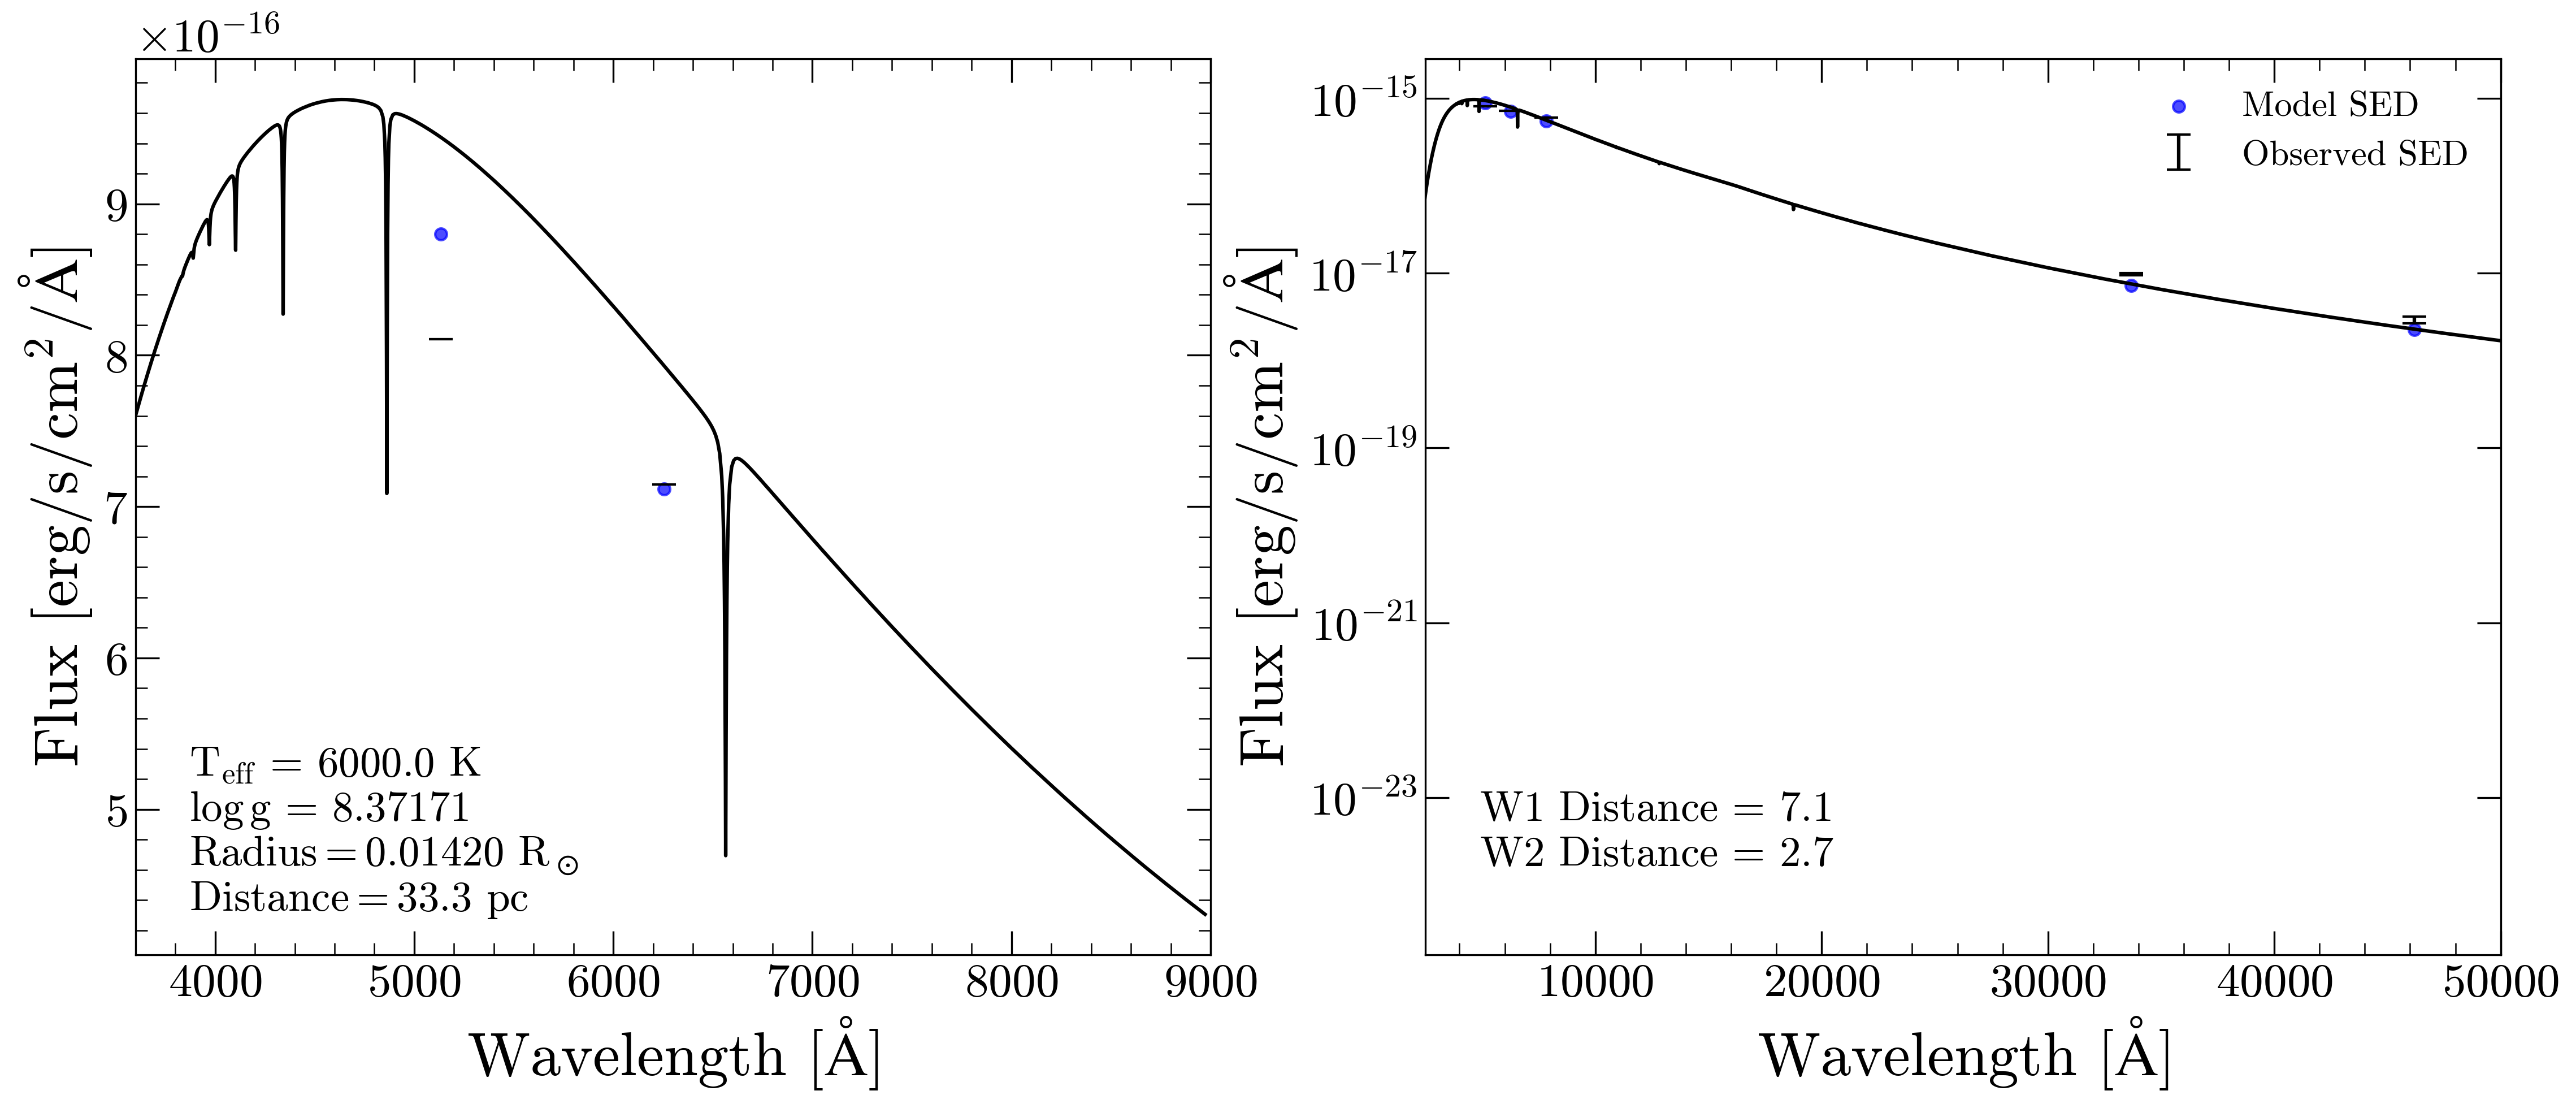 ×10⁻¹⁶
9
8
7
6
5
Flux [erg/s/cm²/Å]
T_eff = 6000.0 K
log g = 8.37171
Radius = 0.01420 R_⊙
Distance = 33.3 pc
4000 5000 6000 7000 8000 9000
Wavelength [Å]
10⁻¹⁵
10⁻¹⁷
10⁻¹⁹
10⁻²¹
10⁻²³
Flux [erg/s/cm²/Å]
Model SED
Observed SED
W1 Distance = 7.1
W2 Distance = 2.7
10000 20000 30000 40000 50000
Wavelength [Å]